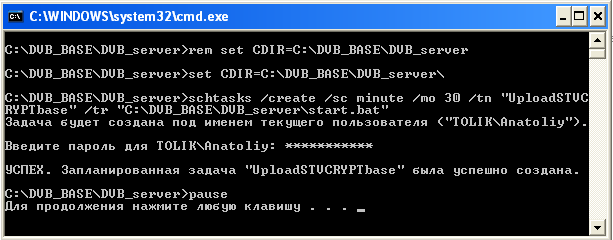 C:\WINDOWS\system32\cmd.exe
C:\DVB_BASE\DVB_server>rem set CDIR=C:\DVB_BASE\DVB_server
C:\DVB_BASE\DVB_server>set CDIR=C:\DVB_BASE\DVB_server\
C:\DVB_BASE\DVB_server>schtasks /create /sc minute /mo 30 /tn "UploadSTVC
RYPTbase" /tr "C:\DVB_BASE\DVB_server\start.bat"
Задача будет создана под именем текущего пользователя ("TOLIK\Anatoliy").
Введите пароль для TOLIK\Anatoliy: ***********
УСПЕХ. Запланированная задача "UploadSTVCRYPTbase" была успешно создана.
C:\DVB_BASE\DVB_server>pause
Для продолжения нажмите любую клавишу . . . _